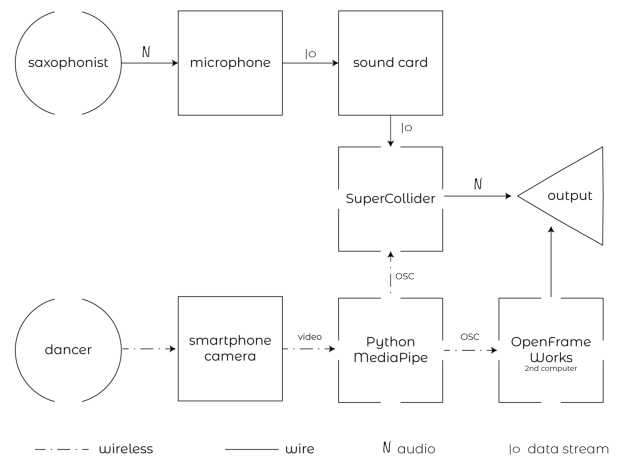 saxophonist
N
microphone
|o
sound card
|o
SuperCollider
N
output
OSC
dancer
smartphone
camera
video
Python
MediaPipe
OSC
OpenFrame
Works
2nd computer
wireless
wire
N audio
|o data stream